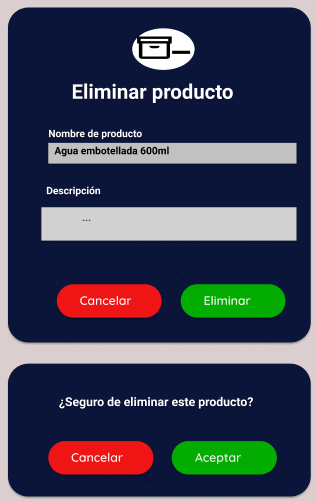 Eliminar producto
Nombre de producto
Agua embotellada 600ml
Descripción
...
Cancelar
Eliminar
¿Seguro de eliminar este producto?
Cancelar
Aceptar